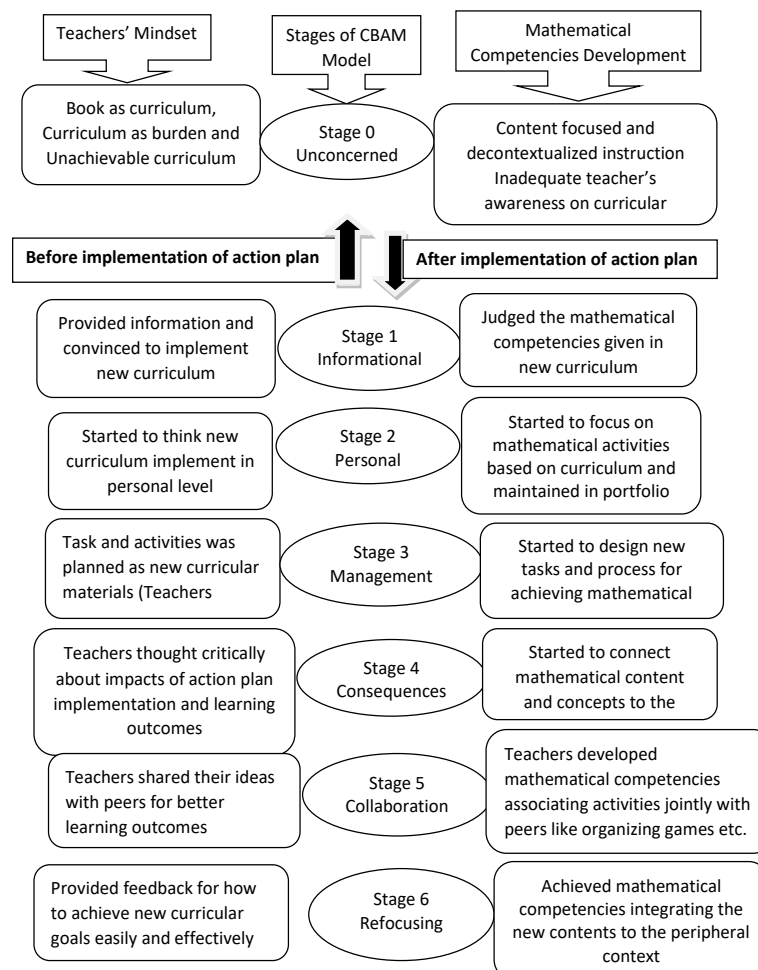 Teachers' Mindset
Stages of CBAM
Model
Mathematical
Competencies Development
Book as curriculum,
Curriculum as burden and
Unachievable curriculum
Stage 0
Unconcerned
Content focused and
decontextualized instruction
Inadequate teacher's
awareness on curricular
Before implementation of action plan
After implementation of action plan
Provided information and
convinced to implement
new curriculum
Stage 1
Informational
Judged the mathematical
competencies given in
new curriculum
Started to think new
curriculum implement in
personal level
Stage 2
Personal
Started to focus on
mathematical activities
based on curriculum and
maintained in portfolio
Task and activities was
planned as new curricular
materials (Teachers
Stage 3
Management
Started to design new
tasks and process for
achieving mathematical
Teachers thought critically
about impacts of action plan
implementation and learning
outcomes
Stage 4
Consequences
Started to connect
mathematical content
and concepts to the
Teachers shared their ideas
with peers for better
learning outcomes
Stage 5
Collaboration
Teachers developed
mathematical competencies
associating activities jointly with
peers like organizing games etc.
Provided feedback for how
to achieve new curricular
goals easily and effectively
Stage 6
Refocusing
Achieved mathematical
competencies integrating the
new contents to the peripheral
context